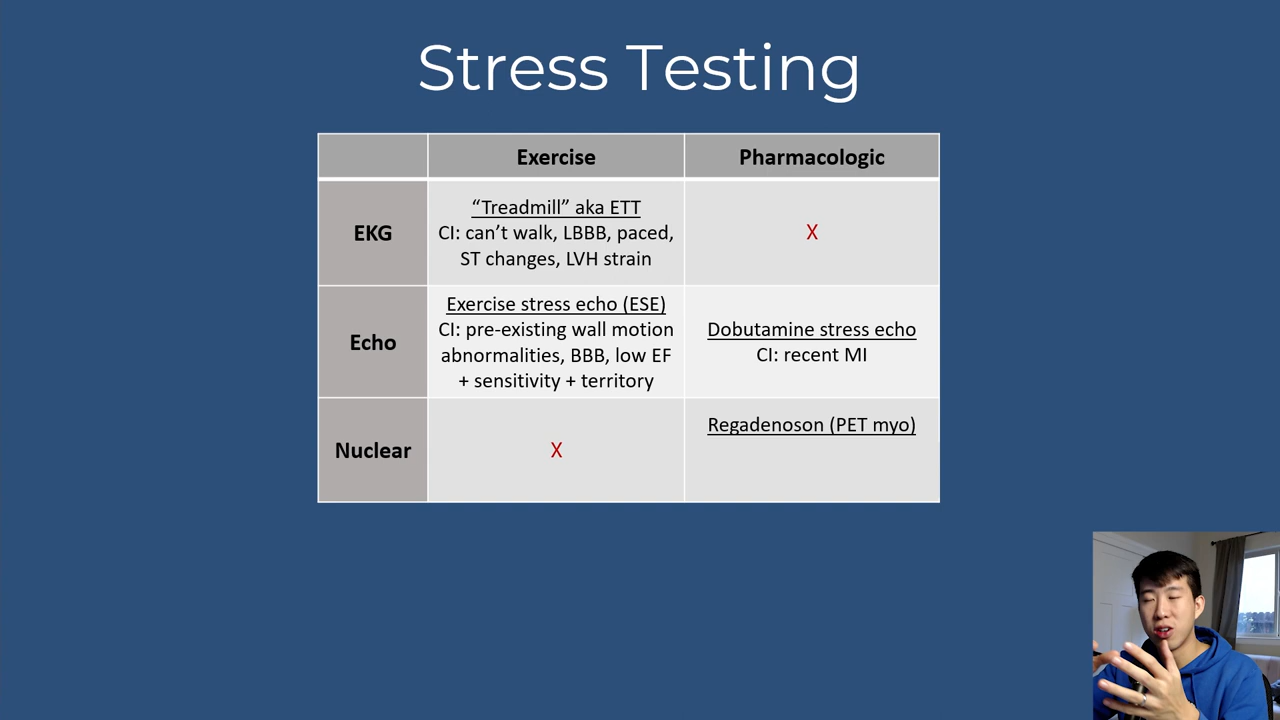 Stress Testing
Exercise
Pharmacologic
EKG
“Treadmill” aka ETT
CI: can’t walk, LBBB, paced,
ST changes, LVH strain
X
Echo
Exercise stress echo (ESE)
CI: pre-existing wall motion
abnormalities, BBB, low EF
+ sensitivity + territory
Dobutamine stress echo
CI: recent MI
Nuclear
X
Regadenoson (PET myo)